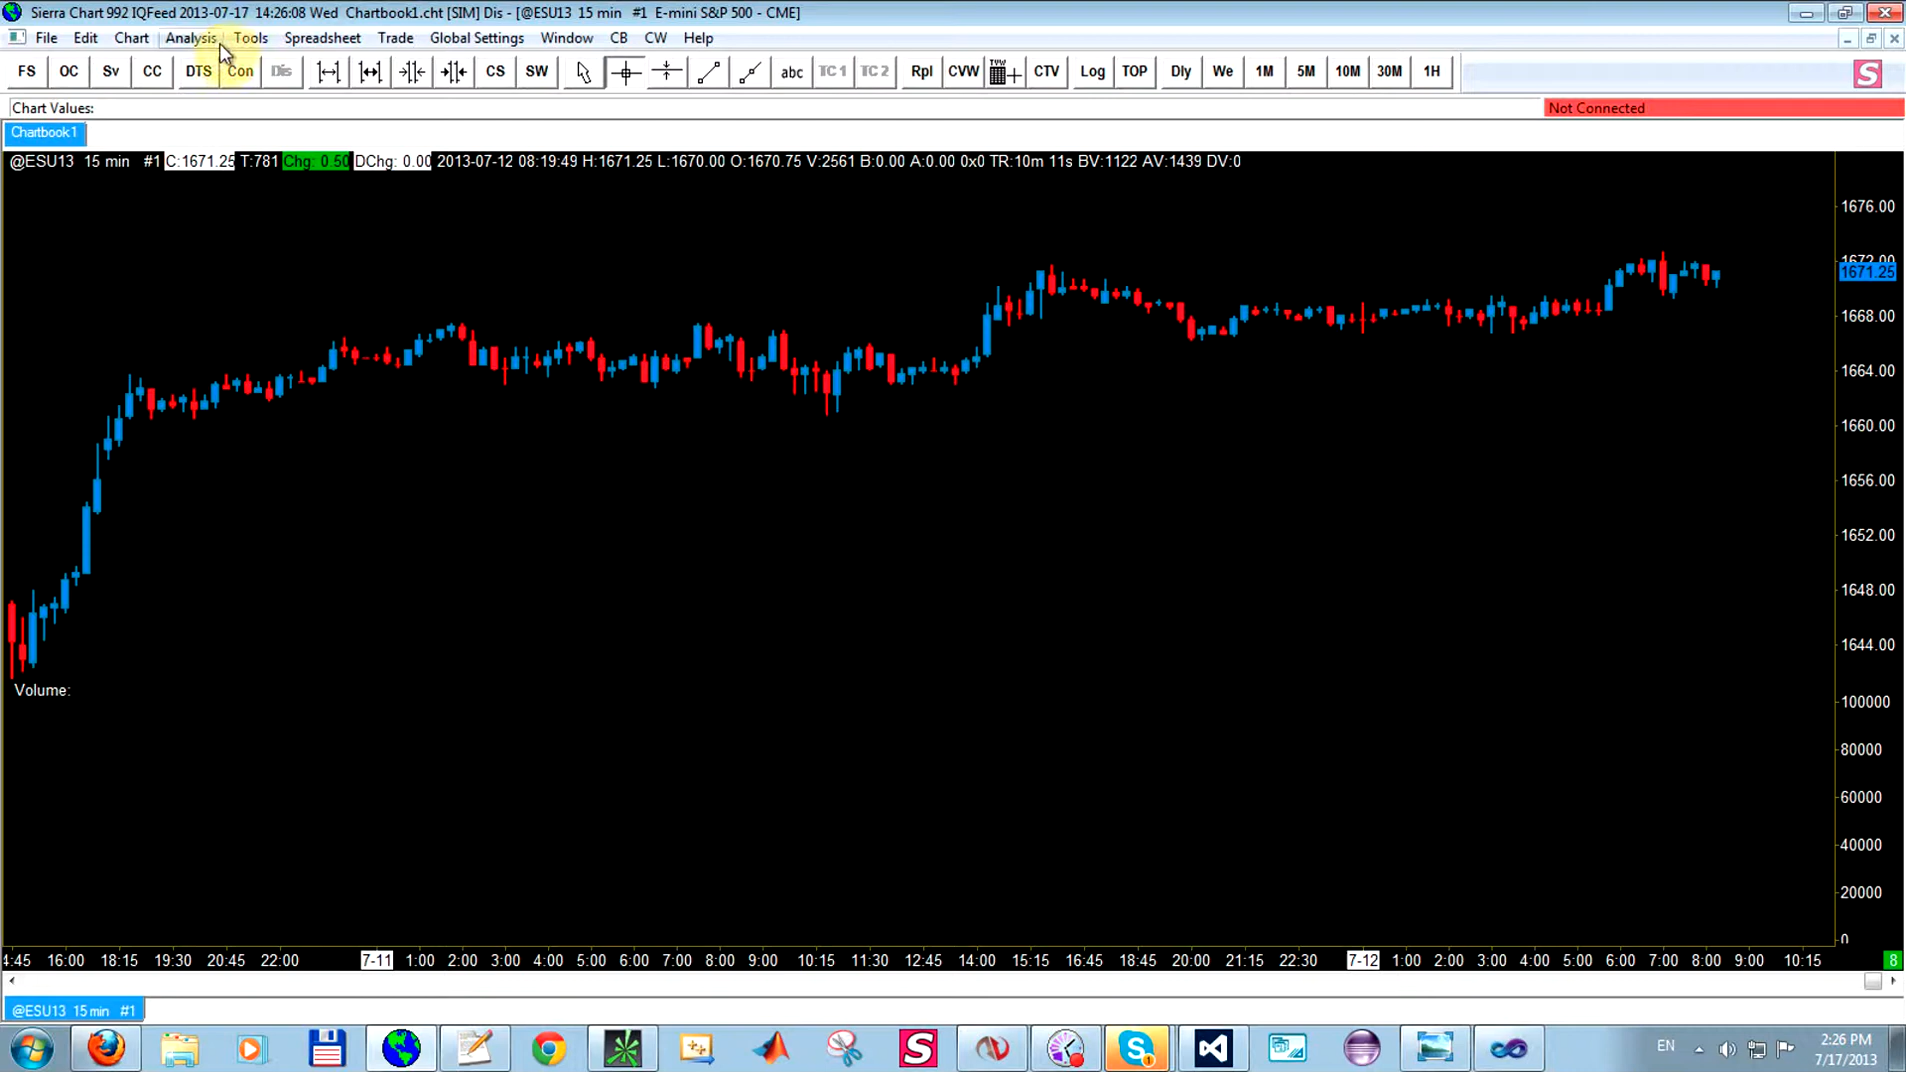 Sierra Chart 992 IQFeed 2013-07-17 14:26:08 Wed Chartbook1.cht [SIM] Dis - [@ESU13 15 min #1 E-mini S&P 500 - CME]
File Edit Chart Analysis Tools Spreadsheet Trade Global Settings Window CB CW Help
FS OC Sv CC DTS Con Dis CS SW abc TC 1 TC 2 Rpl CVW TVW CTV Log TOP Dly We 1M 5M 10M 30M 1H S
Chart Values: Not Connected
Chartbook1
@ESU13 15 min #1 C:1671.25 T:781 Chg: 0.50 DChg: 0.00 2013-07-12 08:19:49 H:1671.25 L:1670.00 O:1670.75 V:2561 B:0.00 A:0.00 0x0 TR:10m 11s BV:1122 AV:1439 DV:0
1676.00
1672.00
1671.25
1668.00
1664.00
1660.00
1656.00
1652.00
1648.00
1644.00
Volume:
100000
80000
60000
40000
20000
0
4:45 16:00 18:15 19:30 20:45 22:00 7-11 1:00 2:00 3:00 4:00 5:00 6:00 7:00 8:00 9:00 10:15 11:30 12:45 14:00 15:15 16:45 18:45 20:00 21:15 22:30 7-12 1:00 2:00 3:00 4:00 5:00 6:00 7:00 8:00 9:00 10:15 8
@ESU13 15 min #1
S
EN 2:26 PM
7/17/2013